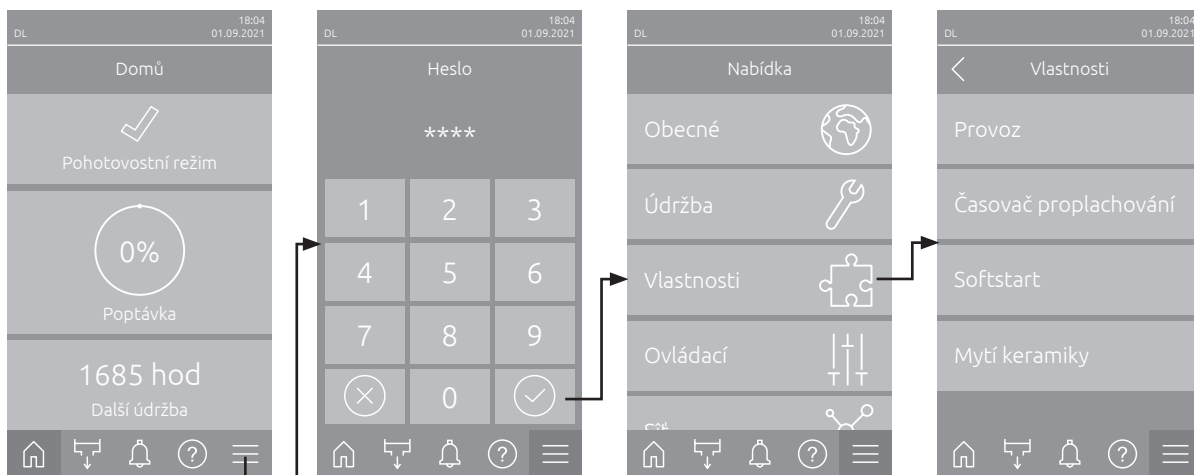 18:04
DL 01.09.2021
Domů
Pohotovostní režim
0%
Poptávka
1685 hod
Další údržba
?
18:04
DL 01.09.2021
Heslo
****
1 2 3
4 5 6
7 8 9
0
?
18:04
DL 01.09.2021
Nabídka
Obecné
Údržba
Vlastnosti
Ovládací
Síť
?
18:04
DL 01.09.2021
Vlastnosti
Provoz
Časovač proplachování
Softstart
Mytí keramiky
?